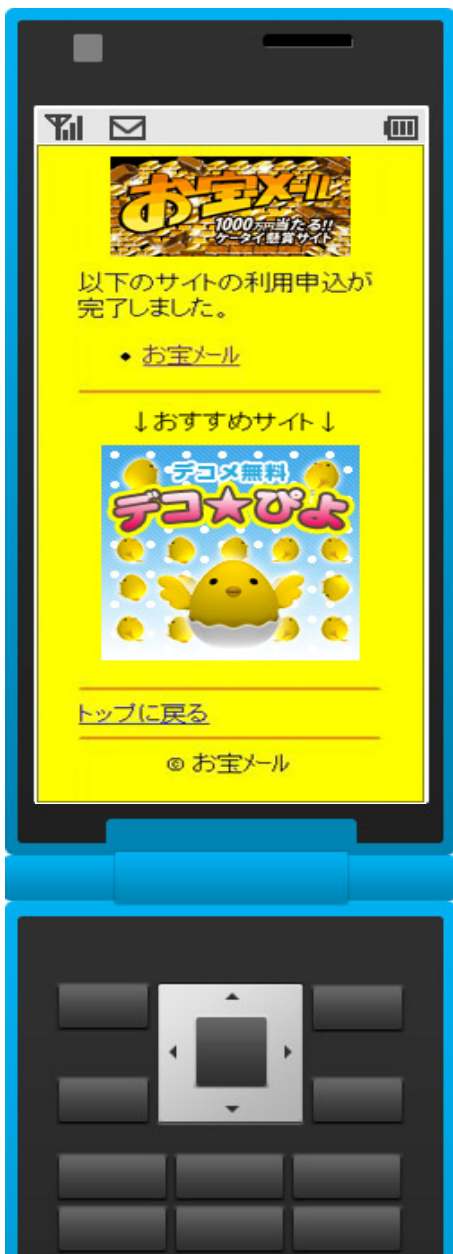 お宝メール
1000万円当たる!!
ケータイ懸賞サイト
以下のサイトの利用申込が
完了しました。
お宝メール
↓おすすめサイト↓
デコメ無料
デコ★ぴよ
トップに戻る
© お宝メール